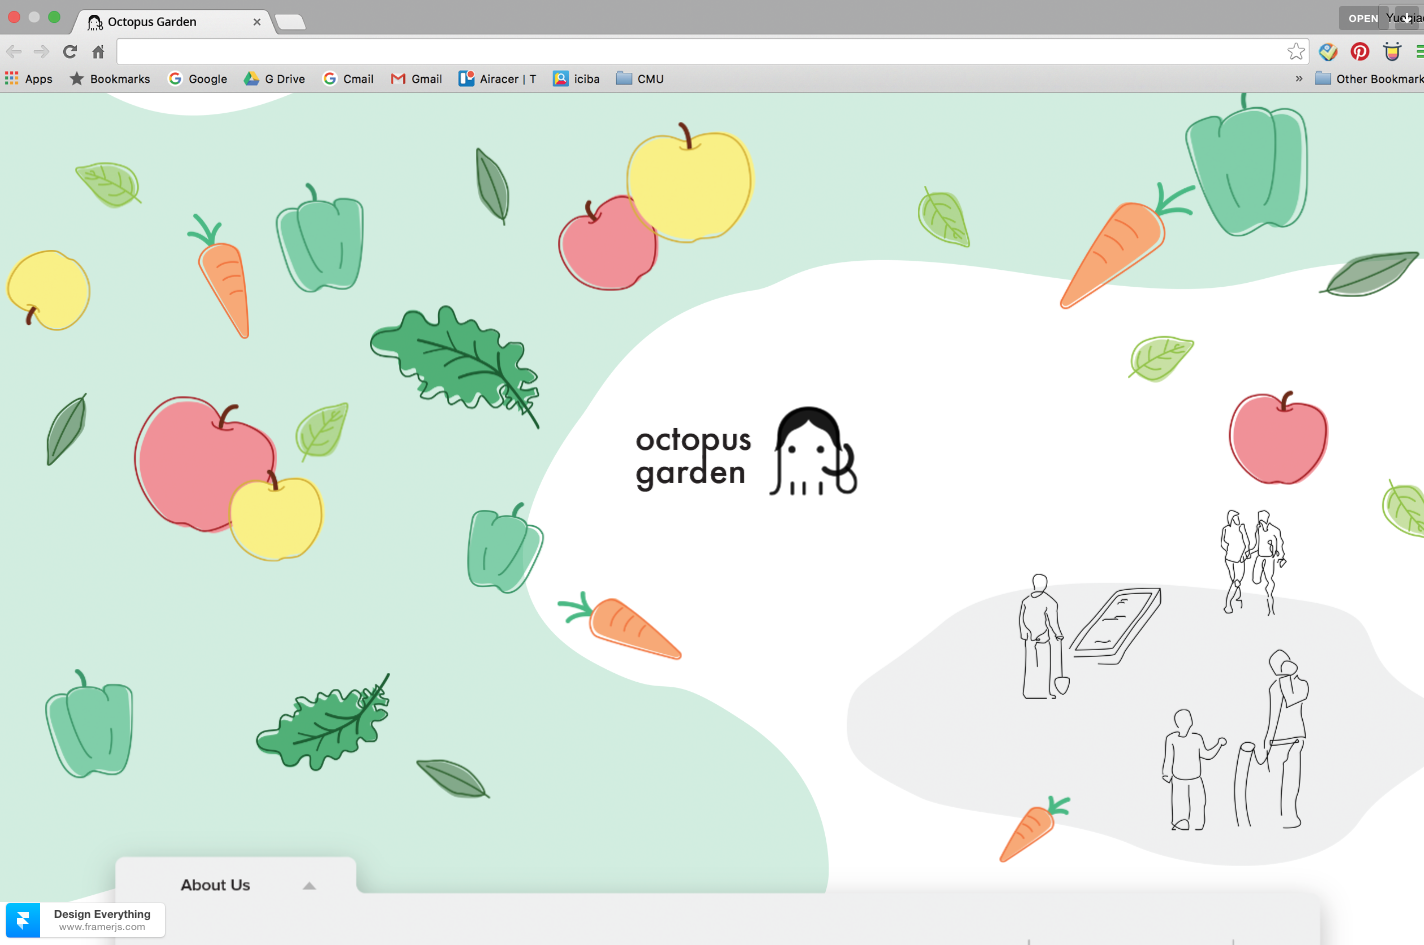 Octopus Garden
OPEN
Apps
Bookmarks
Google
G Drive
Cmail
Gmail
Airacer | T
iciba
CMU
»
Other Bookmark
octopus
garden
About Us
Design Everything
www.framerjs.com